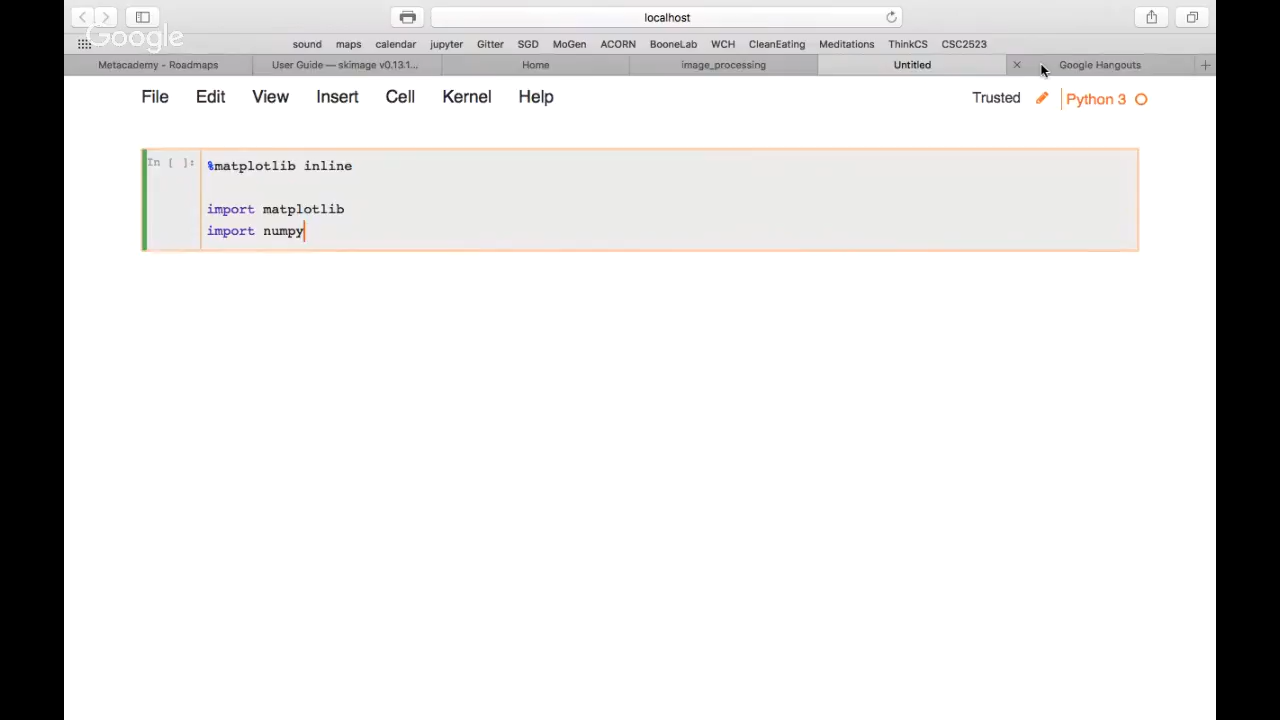 localhost
Google
sound maps calendar jupyter Gitter SGD MoGen ACORN BooneLab WCH CleanEating Meditations ThinkCS CSC2523
Metacademy - Roadmaps User Guide — skimage v0.13.1... Home image_processing Untitled Google Hangouts
File Edit View Insert Cell Kernel Help Trusted Python 3
In [ ]: %matplotlib inline
import matplotlib
import numpy